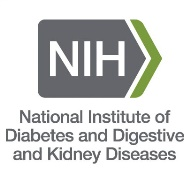 NIH
National Institute of
Diabetes and Digestive
and Kidney Diseases